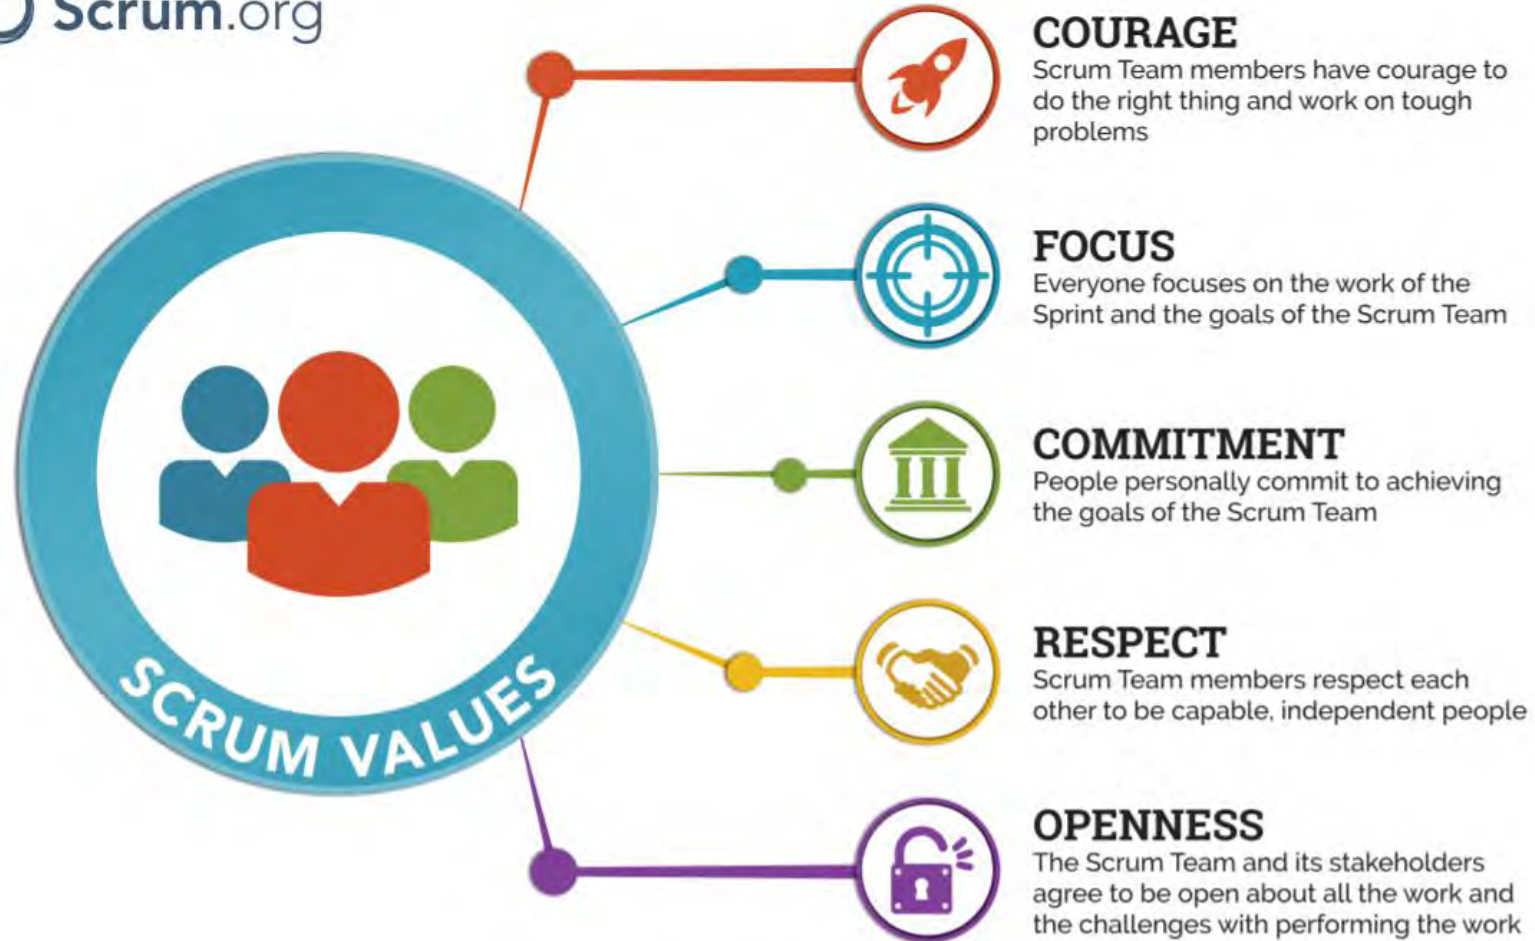 Scrum.org
COURAGE
Scrum Team members have courage to
do the right thing and work on tough
problems
FOCUS
Everyone focuses on the work of the
Sprint and the goals of the Scrum Team
COMMITMENT
People personally commit to achieving
the goals of the Scrum Team
RESPECT
Scrum Team members respect each
other to be capable, independent people
OPENNESS
The Scrum Team and its stakeholders
agree to be open about all the work and
the challenges with performing the work
SCRUM VALUES